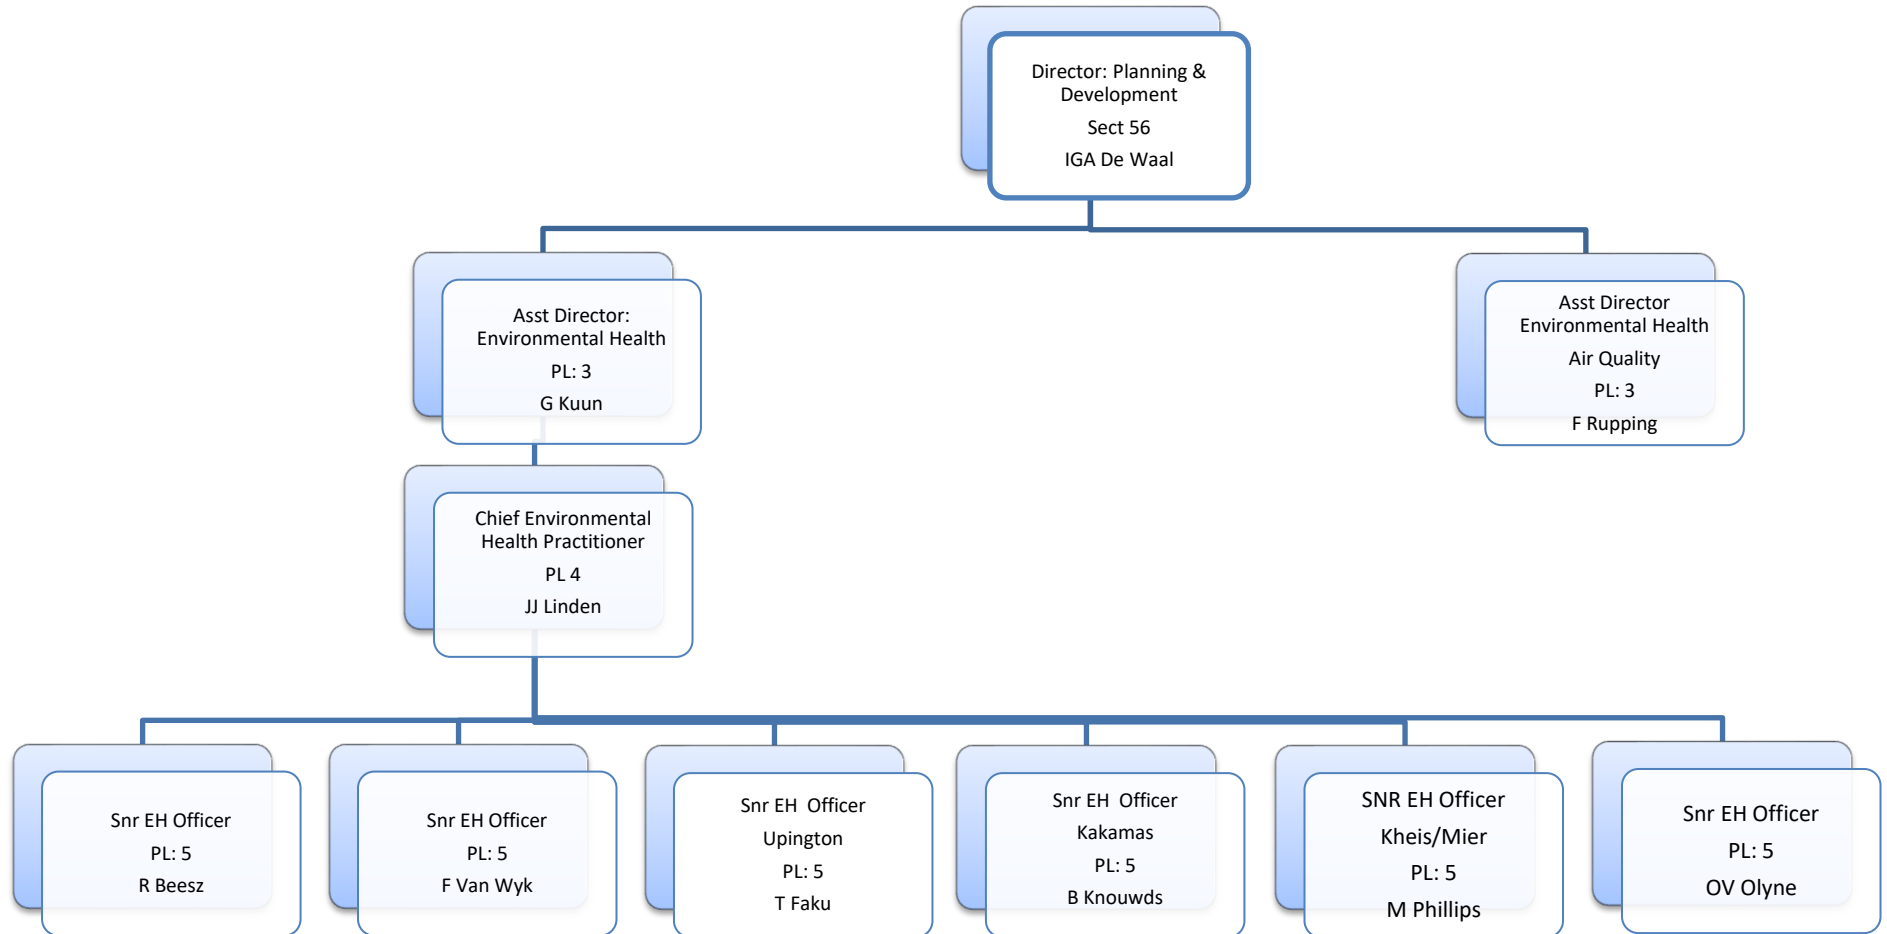 Director: Planning &
Development
Sect 56
IGA De Waal
Asst Director:
Environmental Health
PL: 3
G Kuun
Asst Director
Environmental Health
Air Quality
PL: 3
F Rupping
Chief Environmental
Health Practitioner
PL 4
JJ Linden
Snr EH Officer
PL: 5
R Beesz
Snr EH Officer
PL: 5
F Van Wyk
Snr EH  Officer
Upington
PL: 5
T Faku
Snr EH  Officer
Kakamas
PL: 5
B Knouwds
SNR EH Officer
Kheis/Mier
PL: 5
M Phillips
Snr EH Officer
PL: 5
OV Olyne